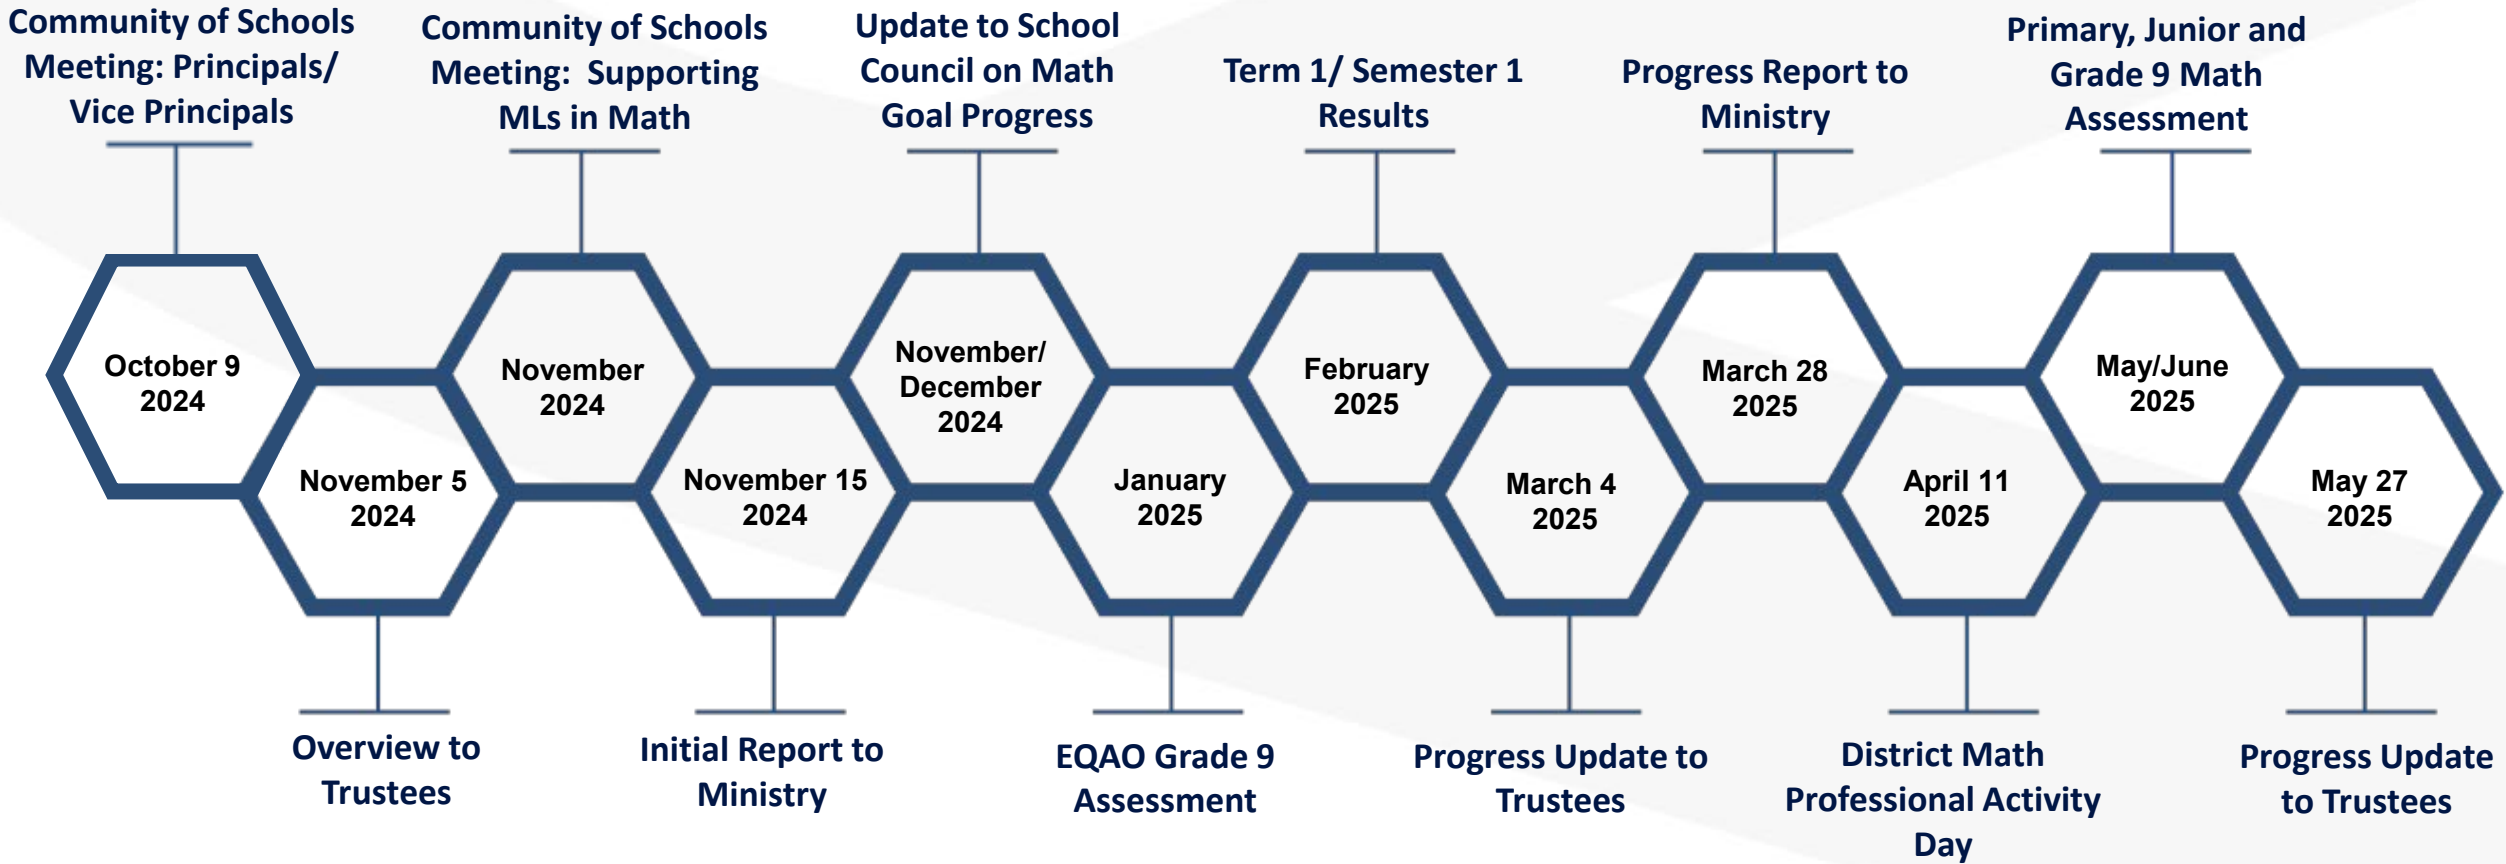 Community of Schools
Meeting: Principals/
Vice Principals
Community of Schools
Meeting:  Supporting
MLs in Math
Update to School
Council on Math
Goal Progress
Term 1/ Semester 1
Results
Progress Report to
Ministry
Primary, Junior and
Grade 9 Math
Assessment
October 9
2024
November 5
2024
November
2024
November 15
2024
November/
December
2024
January
2025
February
2025
March 4
2025
March 28
2025
April 11
2025
May/June
2025
May 27
2025
Overview to
Trustees
Initial Report to
Ministry
EQAO Grade 9
Assessment
Progress Update to
Trustees
District Math
Professional Activity
Day
Progress Update
to Trustees